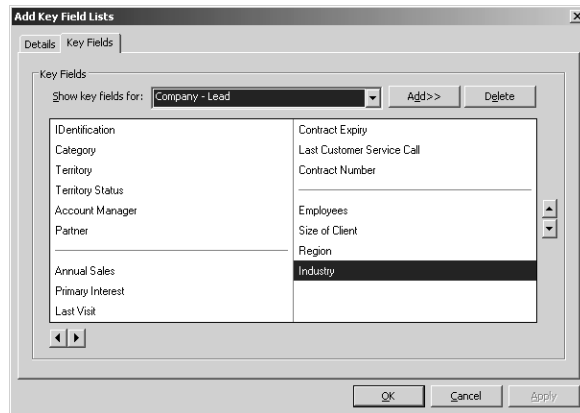 Add Key Field Lists
Details Key Fields
Key Fields
Show key fields for: Company - Lead Add>> Delete
IDentification
Category
Territory
Territory Status
Account Manager
Partner
Annual Sales
Primary Interest
Last Visit
Contract Expiry
Last Customer Service Call
Contract Number
Employees
Size of Client
Region
Industry
OK Cancel Apply